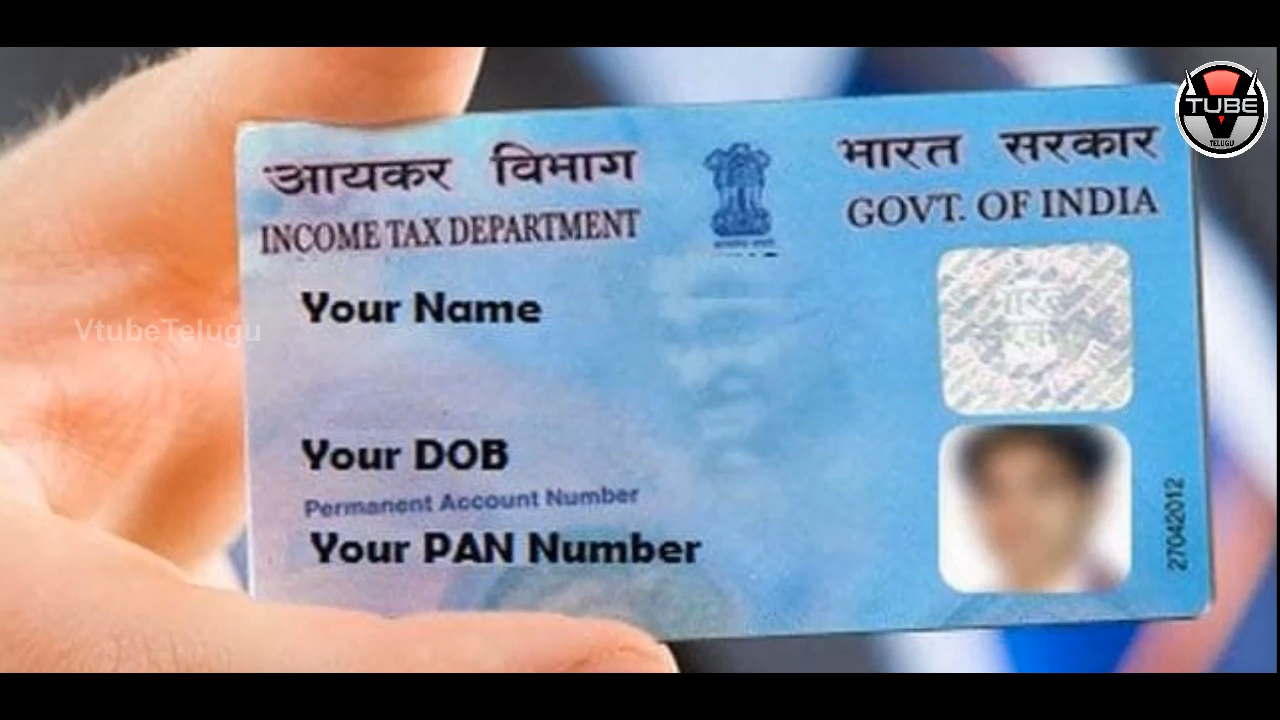 TUBE
TELUGU
आयकर विभाग
भारत सरकार
INCOME TAX DEPARTMENT
GOVT. OF INDIA
Your Name
VtubeTelugu
Your DOB
Permanent Account Number
Your PAN Number
27042012